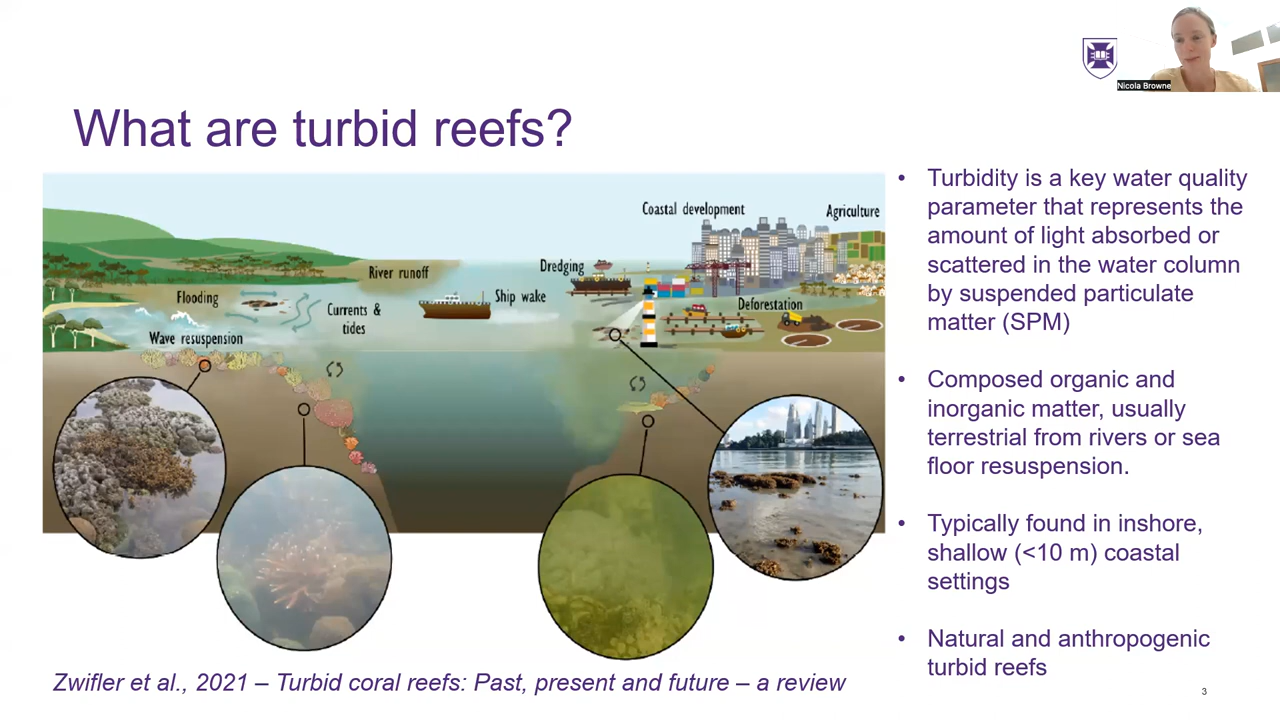 Nicola Browne
What are turbid reefs?
Coastal development
Agriculture
River runoff
Dredging
Flooding
Currents &
tides
Ship wake
Deforestation
Wave resuspension
• Turbidity is a key water quality
parameter that represents the
amount of light absorbed or
scattered in the water column
by suspended particulate
matter (SPM)
• Composed organic and
inorganic matter, usually
terrestrial from rivers or sea
floor resuspension.
• Typically found in inshore,
shallow (<10 m) coastal
settings
• Natural and anthropogenic
turbid reefs
Zwifler et al., 2021 – Turbid coral reefs: Past, present and future – a review
3